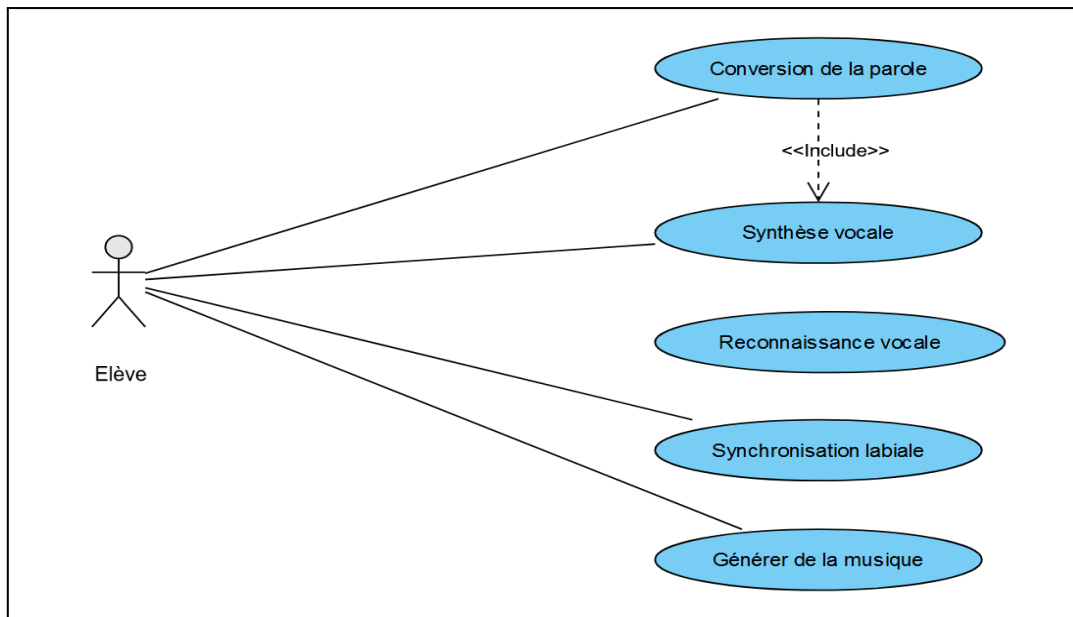 Conversion de la parole
<<Include>>
Synthèse vocale
Reconnaissance vocale
Elève
Synchronisation labiale
Générer de la musique